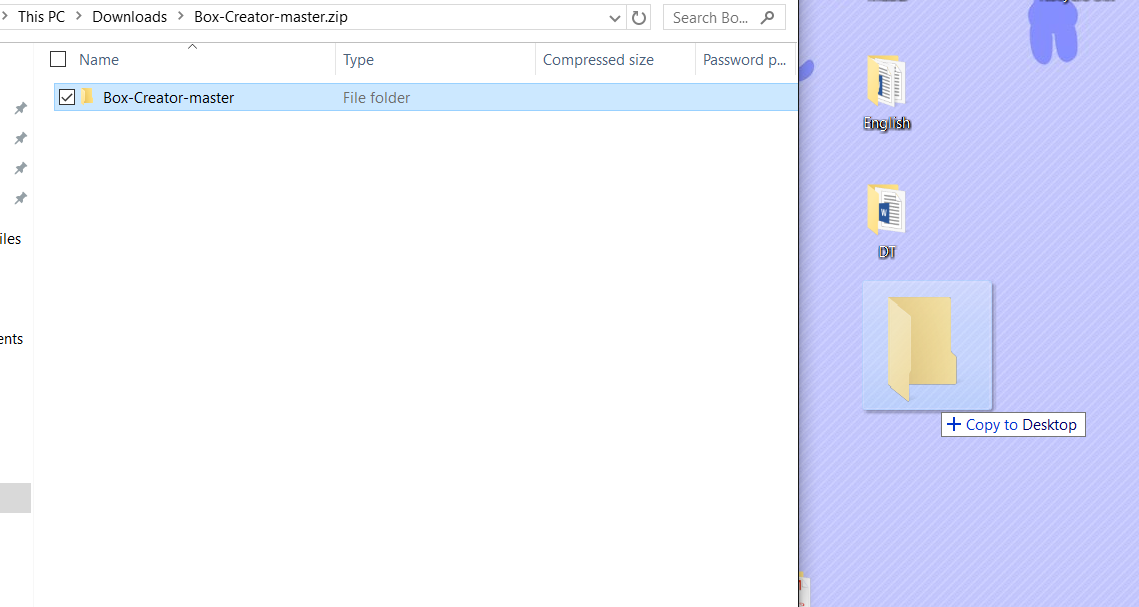 This PC > Downloads > Box-Creator-master.zip
Search Bo...
Name Type Compressed size Password p...
Box-Creator-master File folder
iles
ents
English
W
DT
Copy to Desktop